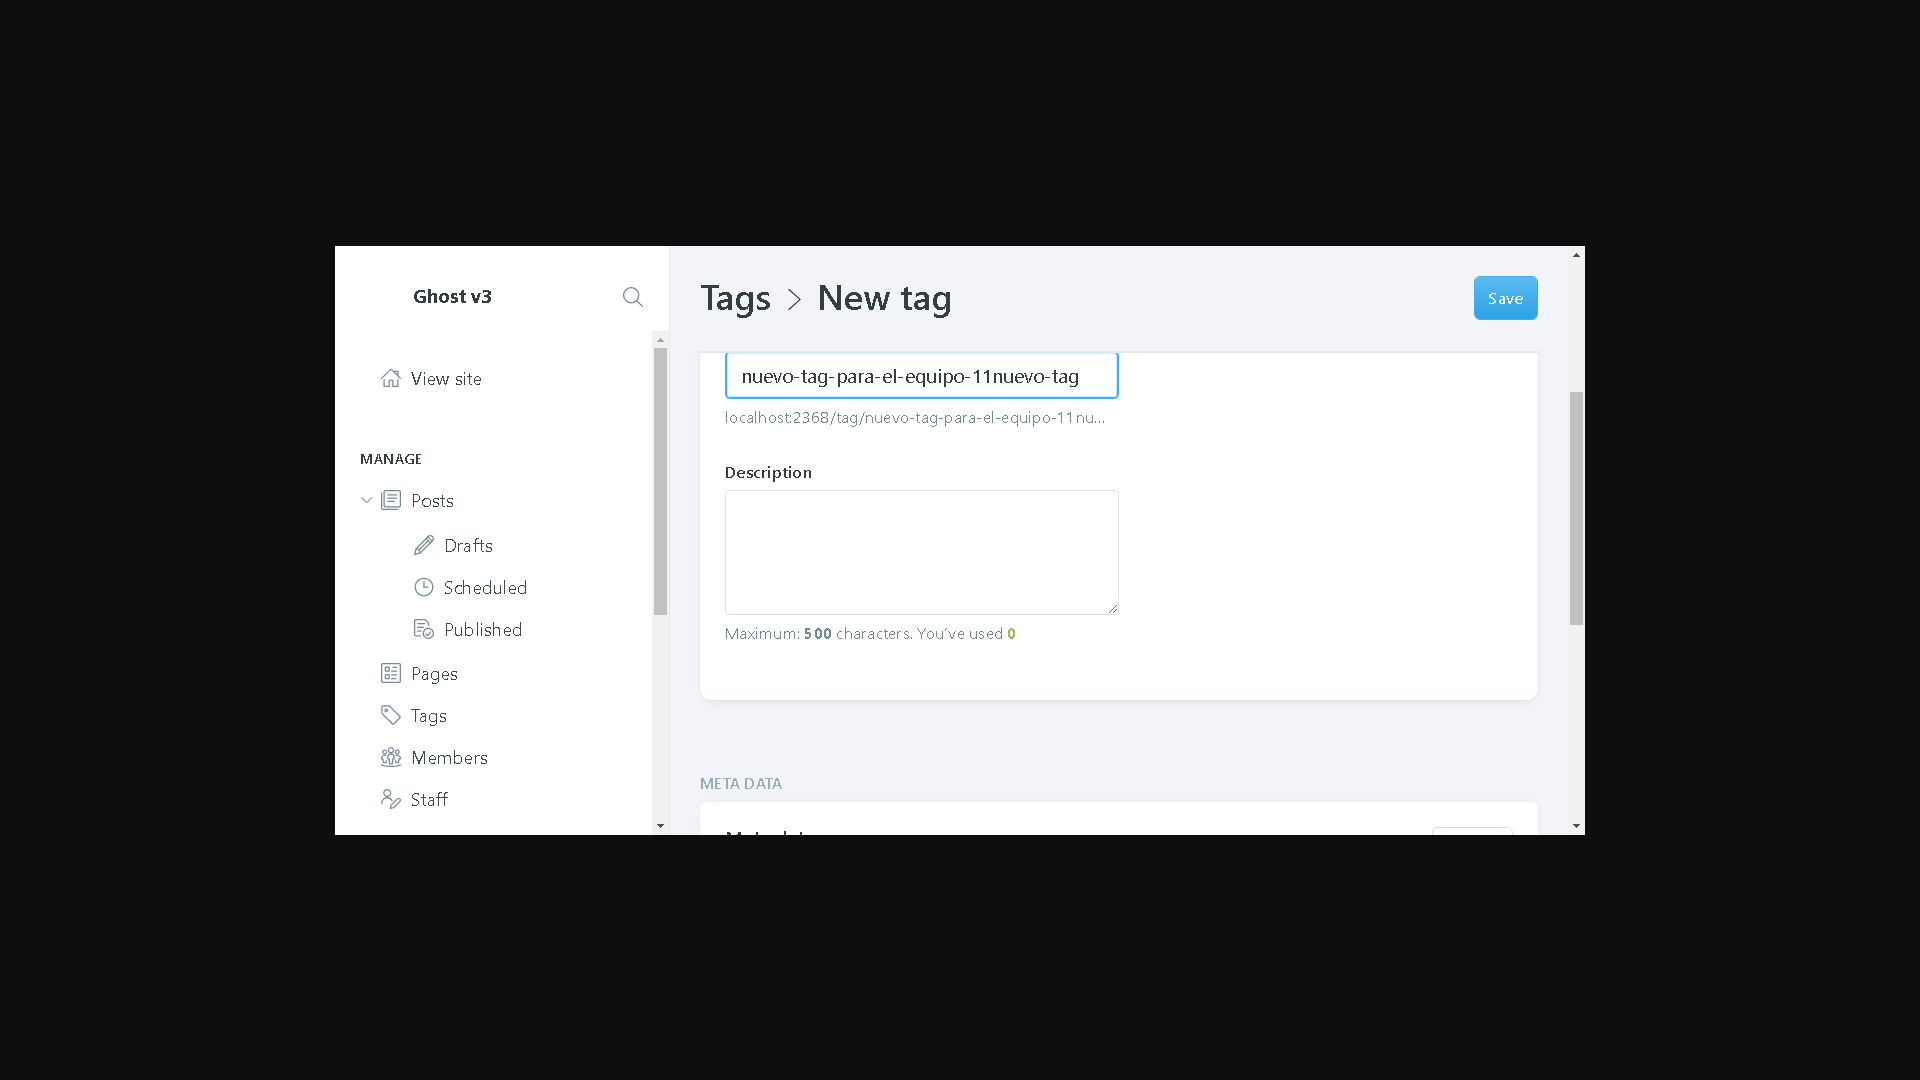 Ghost v3
View site
MANAGE
Posts
Drafts
Scheduled
Published
Pages
Tags
Members
Staff
Tags > New tag
Save
nuevo-tag-para-el-equipo-11nuevo-tag
localhost:2368/tag/nuevo-tag-para-el-equipo-11nu...
Description
Maximum: 500 characters. You've used 0
META DATA